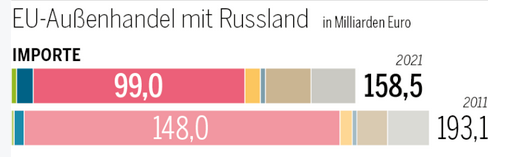 EU-Außenhandel mit Russland in Milliarden Euro
IMPORTE
2021
99,0 158,5
2011
148,0 193,1